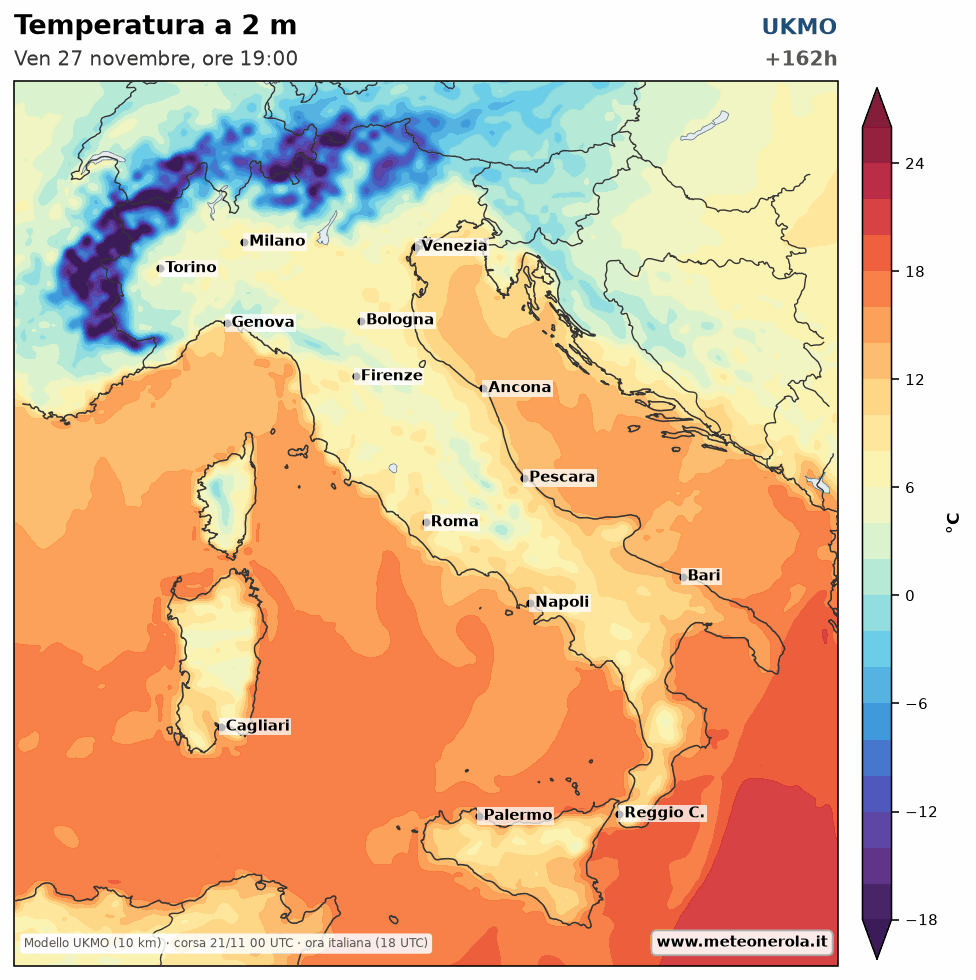 Temperatura a 2 m
UKMO
Ven 27 novembre, ore 19:00
+162h
Milano
Venezia
Torino
Genova
Bologna
Firenze
Ancona
Pescara
Roma
Bari
Napoli
Cagliari
Palermo
Reggio C.
24
18
12
6
0
−6
−12
−18
°C
Modello UKMO (10 km) · corsa 21/11 00 UTC · ora italiana (18 UTC)
www.meteonerola.it